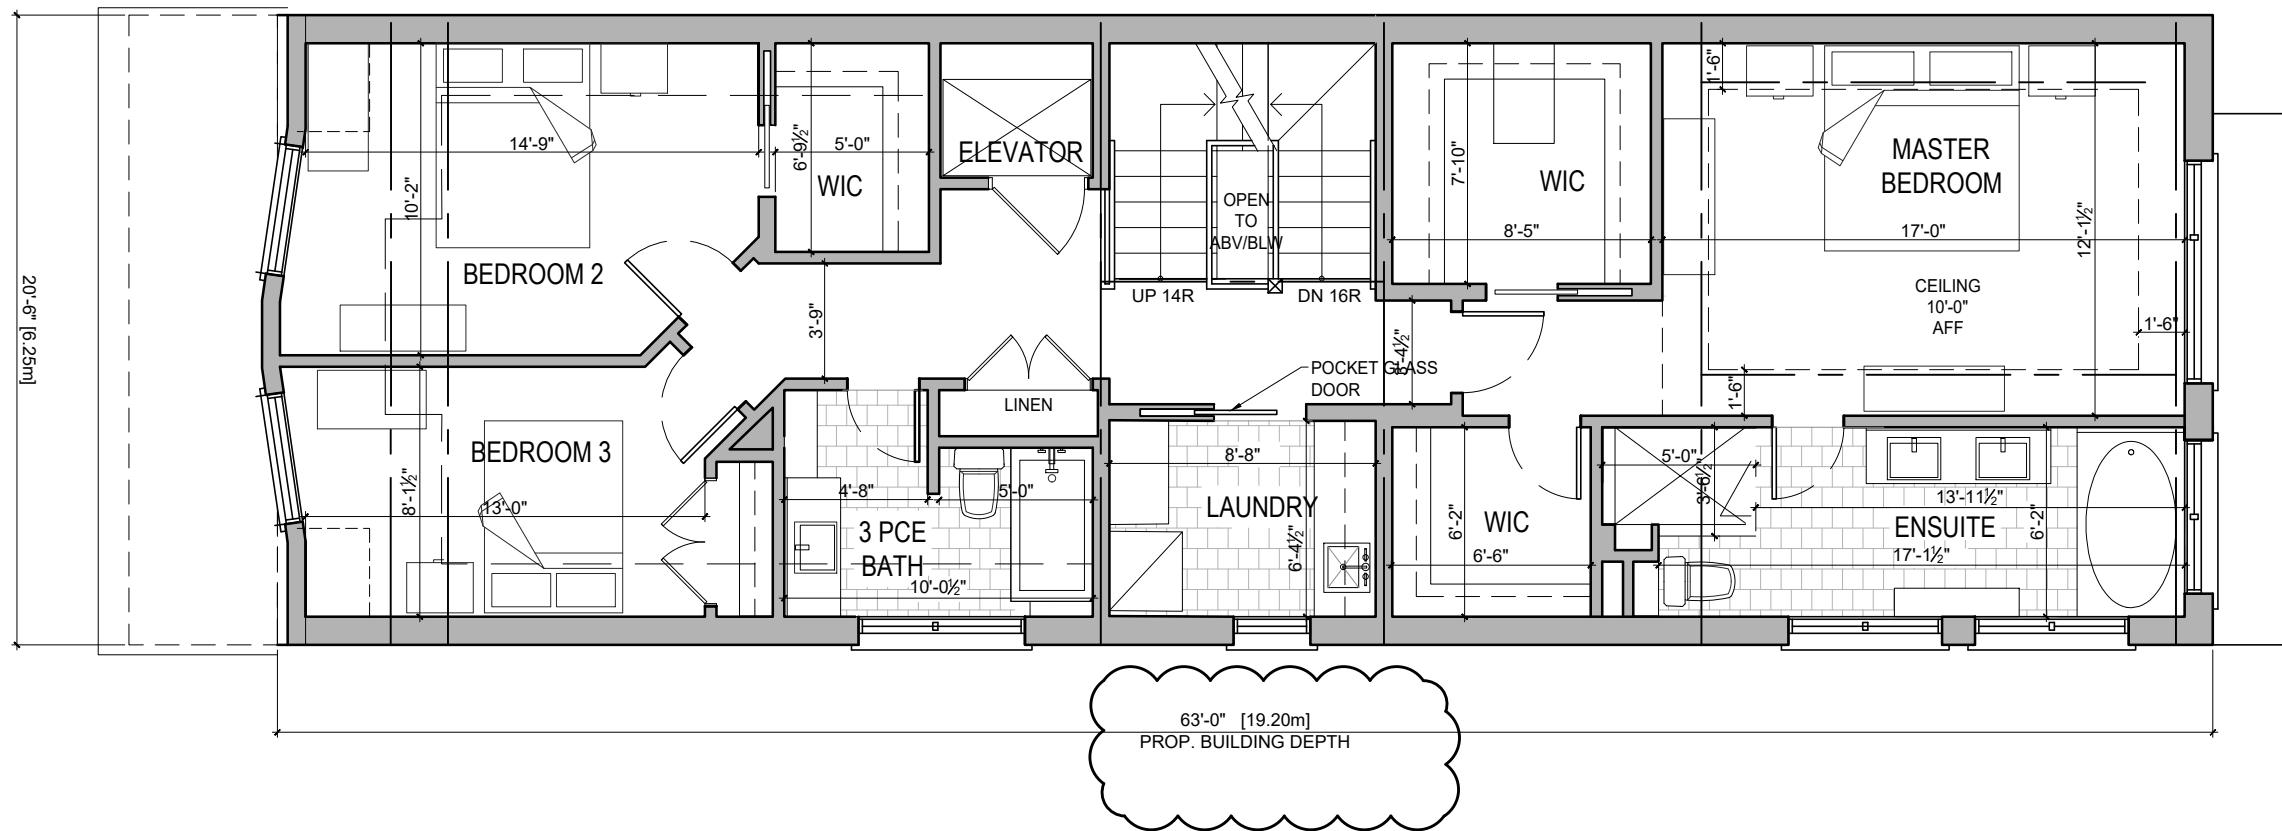 20'-6" [6.25m]
14'-9"
10'-2"
BEDROOM 2
6'-9½"
5'-0"
WIC
ELEVATOR
OPEN
TO
ABV/BLW
UP 14R
DN 16R
7'-10"
WIC
8'-5"
1'-6"
MASTER
BEDROOM
17'-0"
12'-1½"
CEILING
10'-0"
AFF
1'-6"
1'-6"
3'-9"
3'-4½"
POCKET GLASS
DOOR
LINEN
BEDROOM 3
8'-1½"
13'-0"
4'-8"
5'-0"
3 PCE
BATH
10'-0½"
8'-8"
LAUNDRY
6'-4½"
6'-2"
WIC
6'-6"
5'-0"
3'-6½"
13'-11½"
ENSUITE
6'-2"
17'-1½"
63'-0" [19.20m]
PROP. BUILDING DEPTH